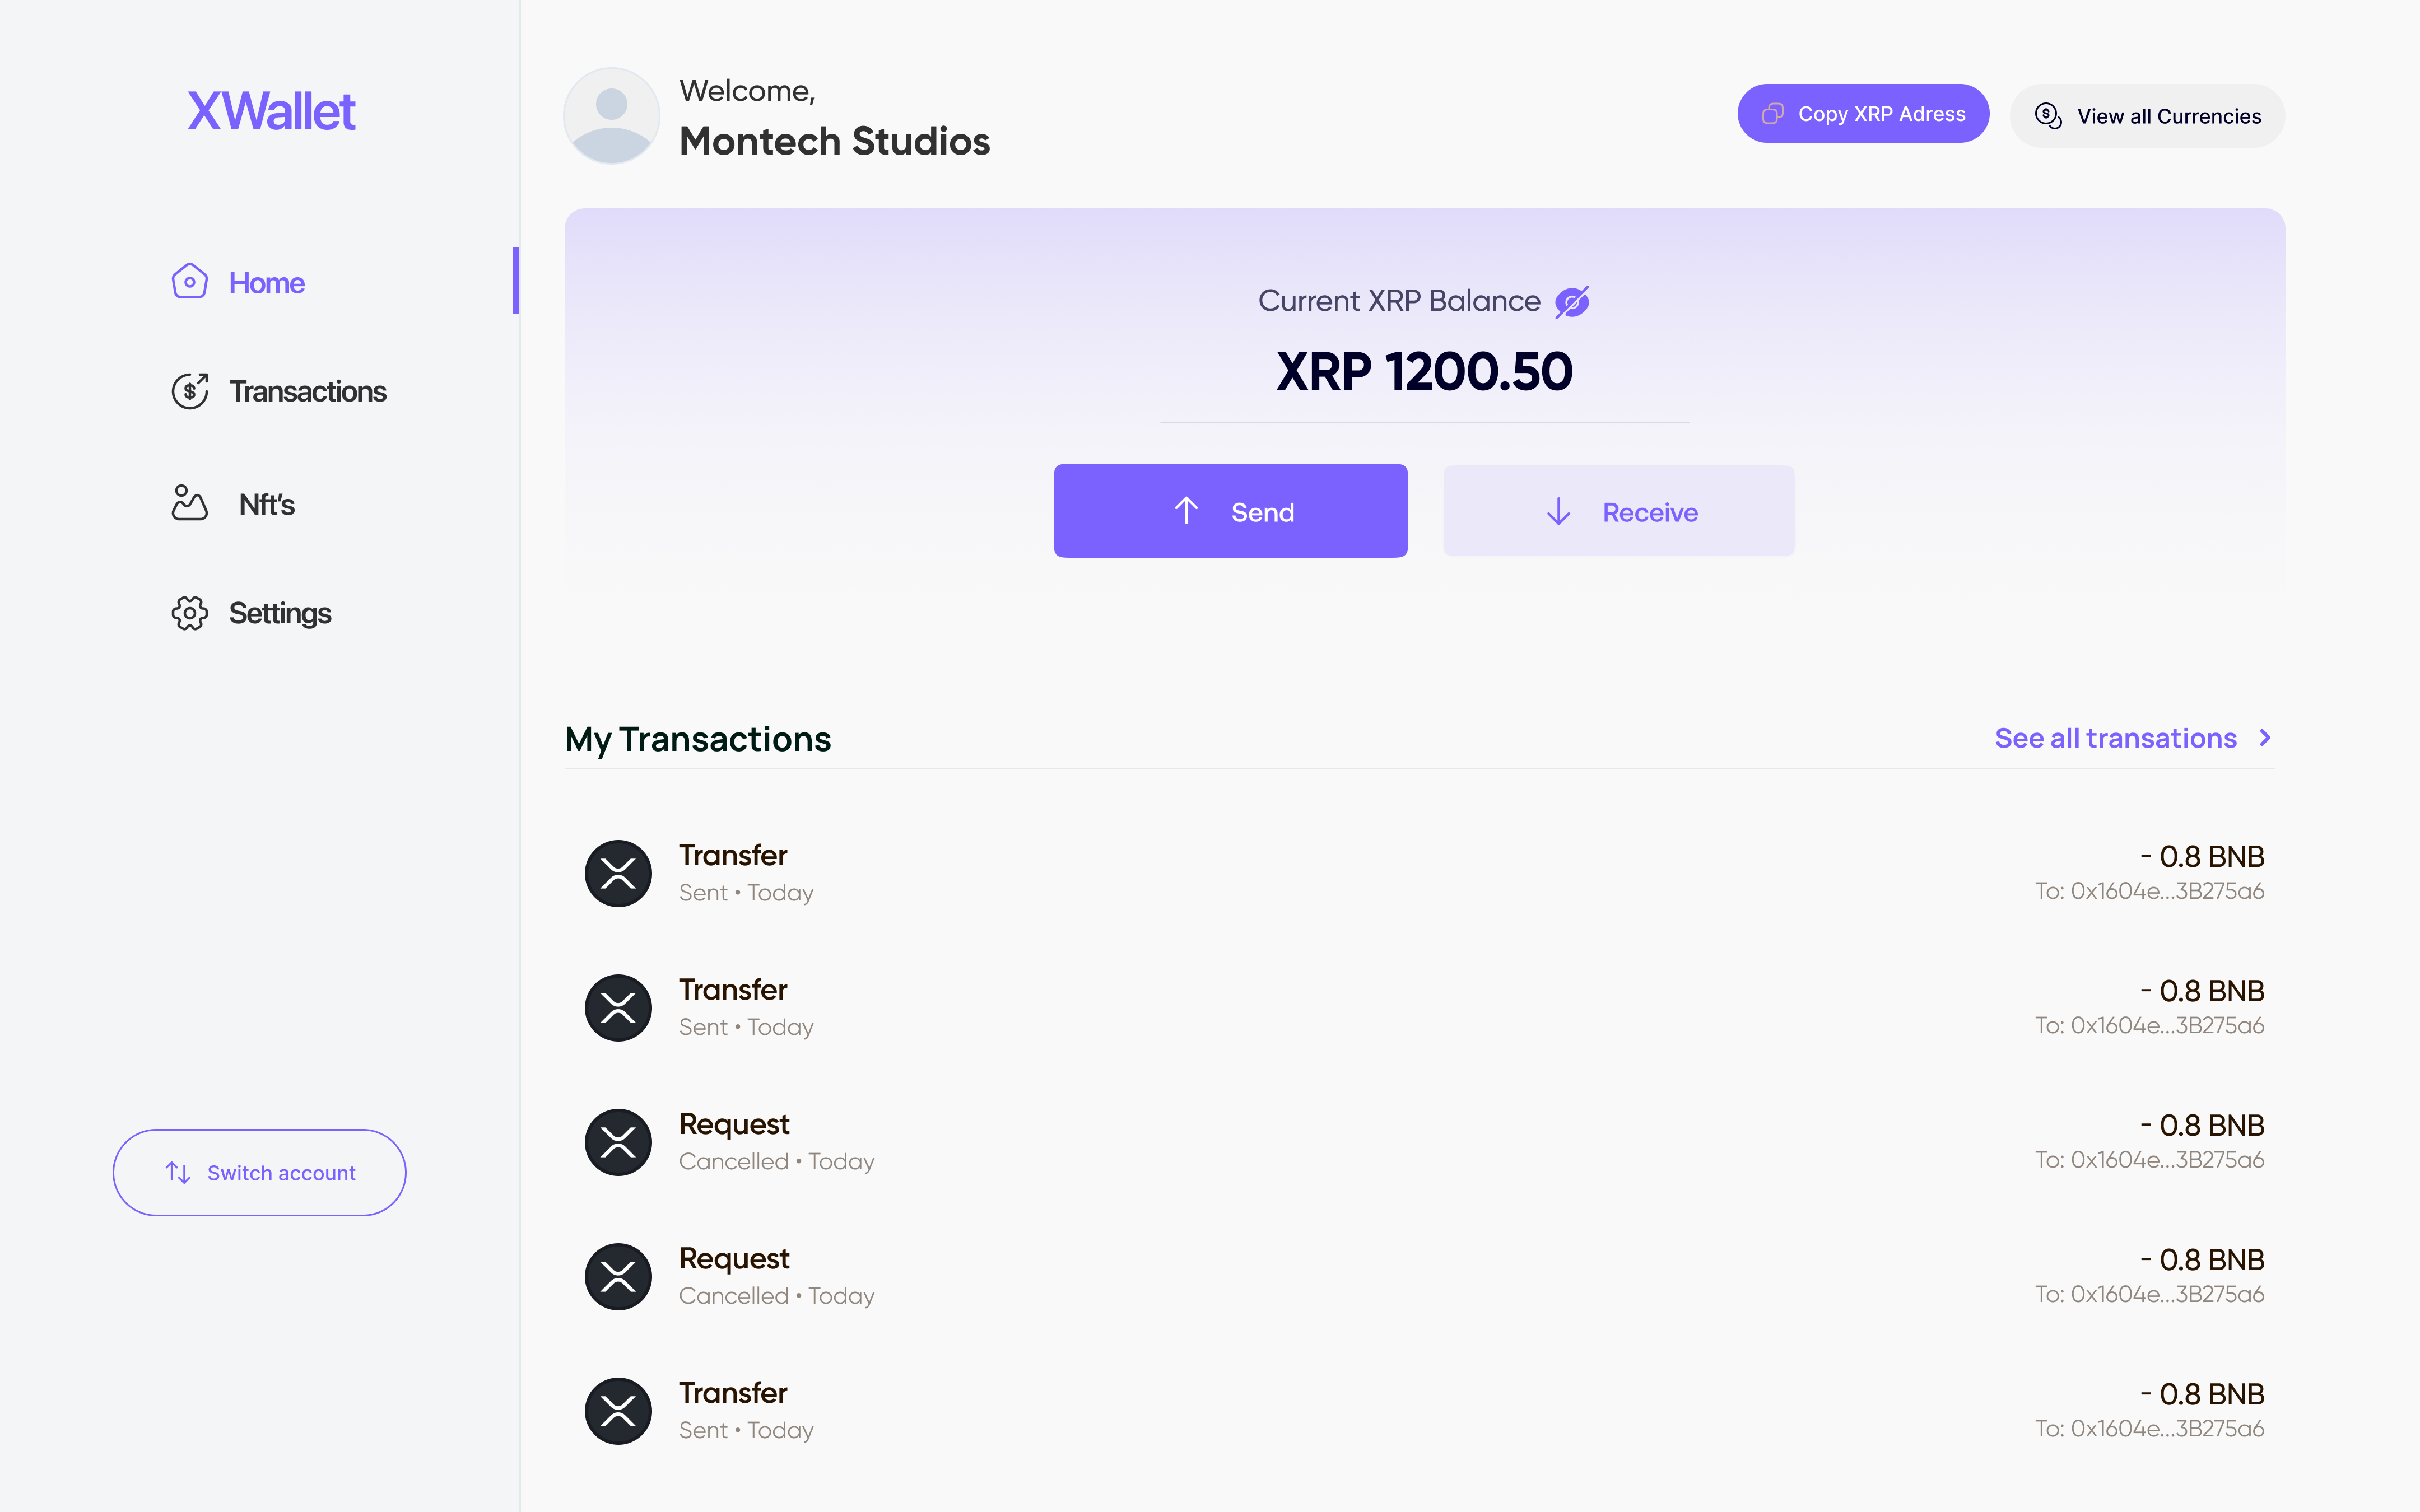 XWallet
Home
Transactions
Nft's
Settings
Switch account
Welcome,
Montech Studios
Copy XRP Adress
View all Currencies
Current XRP Balance
XRP 1200.50
Send
Receive
My Transactions
See all transations
Transfer
Sent • Today
- 0.8 BNB
To: 0x1604e...3B275a6
Transfer
Sent • Today
- 0.8 BNB
To: 0x1604e...3B275a6
Request
Cancelled • Today
- 0.8 BNB
To: 0x1604e...3B275a6
Request
Cancelled • Today
- 0.8 BNB
To: 0x1604e...3B275a6
Transfer
Sent • Today
- 0.8 BNB
To: 0x1604e...3B275a6